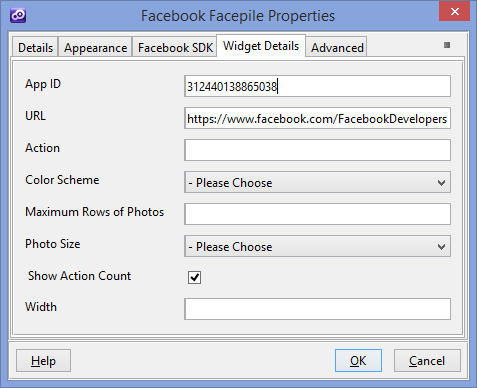 Facebook Facepile Properties
Details Appearance Facebook SDK Widget Details Advanced
App ID 312440138865038
URL https://www.facebook.com/FacebookDevelopers
Action
Color Scheme - Please Choose
Maximum Rows of Photos
Photo Size - Please Choose
Show Action Count
Width
Help OK Cancel